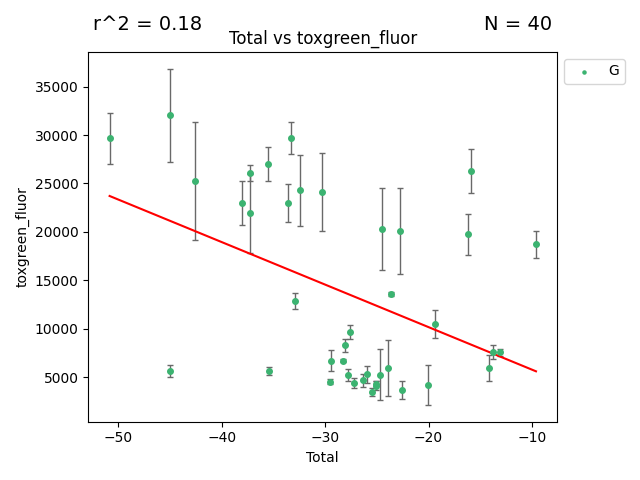 r^2 = 0.18
N = 40
Total vs toxgreen_fluor
G
35000
30000
25000
20000
15000
10000
5000
toxgreen_fluor
−50
−40
−30
−20
−10
Total